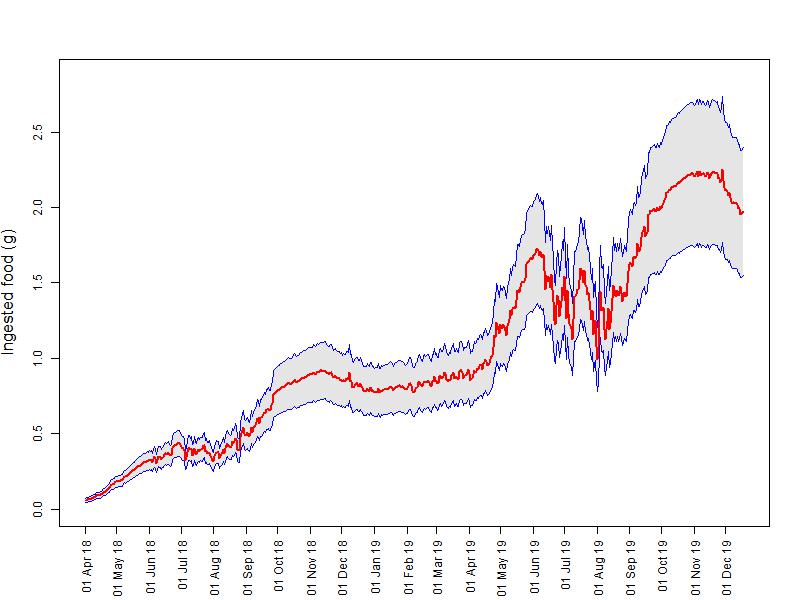 Ingested food (g)
2.5
2.0
1.5
1.0
0.5
0.0
01 Apr 18
01 May 18
01 Jun 18
01 Jul 18
01 Aug 18
01 Sep 18
01 Oct 18
01 Nov 18
01 Dec 18
01 Jan 19
01 Feb 19
01 Mar 19
01 Apr 19
01 May 19
01 Jun 19
01 Jul 19
01 Aug 19
01 Sep 19
01 Oct 19
01 Nov 19
01 Dec 19